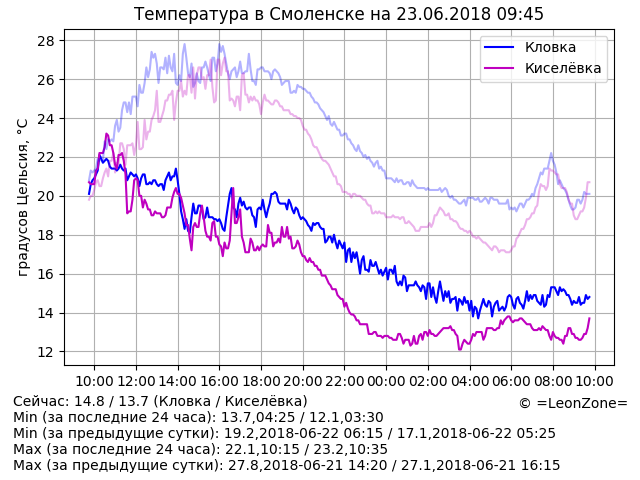 Температура в Смоленске на 23.06.2018 09:45
Кловка
Киселёвка
градусов Цельсия, °C
28
26
24
22
20
18
16
14
12
10:00 12:00 14:00 16:00 18:00 20:00 22:00 00:00 02:00 04:00 06:00 08:00 10:00
Сейчас: 14.8 / 13.7 (Кловка / Киселёвка)
© =LeonZone=
Min (за последние 24 часа): 13.7,04:25 / 12.1,03:30
Min (за предыдущие сутки): 19.2,2018-06-22 06:15 / 17.1,2018-06-22 05:25
Max (за последние 24 часа): 22.1,10:15 / 23.2,10:35
Max (за предыдущие сутки): 27.8,2018-06-21 14:20 / 27.1,2018-06-21 16:15